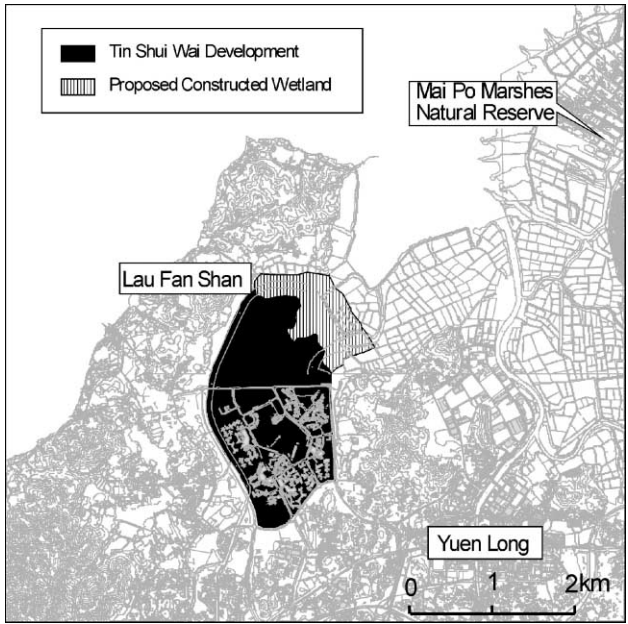 Tin Shui Wai Development
Proposed Constructed Wetland
Mai Po Marshes
Natural Reserve
Lau Fan Shan
Yuen Long
0 1 2km